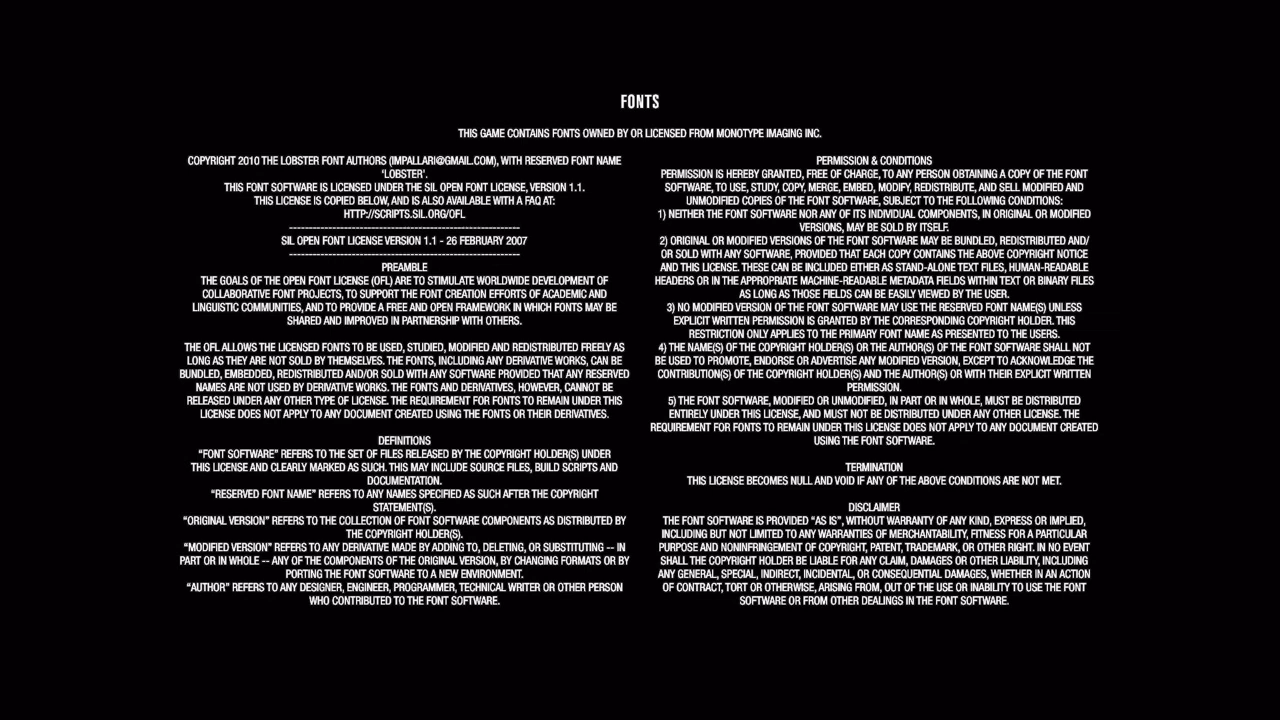 FONTS
THIS GAME CONTAINS FONTS OWNED BY OR LICENSED FROM MONOTYPE IMAGING INC.
COPYRIGHT 2010 THE LOBSTER FONT AUTHORS (IMPALLARI@GMAIL.COM), WITH RESERVED FONT NAME
'LOBSTER'.
THIS FONT SOFTWARE IS LICENSED UNDER THE SIL OPEN FONT LICENSE, VERSION 1.1.
THIS LICENSE IS COPIED BELOW, AND IS ALSO AVAILABLE WITH A FAQ AT:
HTTP://SCRIPTS.SIL.ORG/OFL
-----------------------------------------------------------
SIL OPEN FONT LICENSE VERSION 1.1 - 26 FEBRUARY 2007
-----------------------------------------------------------
PREAMBLE
THE GOALS OF THE OPEN FONT LICENSE (OFL) ARE TO STIMULATE WORLDWIDE DEVELOPMENT OF
COLLABORATIVE FONT PROJECTS, TO SUPPORT THE FONT CREATION EFFORTS OF ACADEMIC AND
LINGUISTIC COMMUNITIES, AND TO PROVIDE A FREE AND OPEN FRAMEWORK IN WHICH FONTS MAY BE
SHARED AND IMPROVED IN PARTNERSHIP WITH OTHERS.
THE OFL ALLOWS THE LICENSED FONTS TO BE USED, STUDIED, MODIFIED AND REDISTRIBUTED FREELY AS
LONG AS THEY ARE NOT SOLD BY THEMSELVES. THE FONTS, INCLUDING ANY DERIVATIVE WORKS, CAN BE
BUNDLED, EMBEDDED, REDISTRIBUTED AND/OR SOLD WITH ANY SOFTWARE PROVIDED THAT ANY RESERVED
NAMES ARE NOT USED BY DERIVATIVE WORKS. THE FONTS AND DERIVATIVES, HOWEVER, CANNOT BE
RELEASED UNDER ANY OTHER TYPE OF LICENSE. THE REQUIREMENT FOR FONTS TO REMAIN UNDER THIS
LICENSE DOES NOT APPLY TO ANY DOCUMENT CREATED USING THE FONTS OR THEIR DERIVATIVES.
DEFINITIONS
“FONT SOFTWARE” REFERS TO THE SET OF FILES RELEASED BY THE COPYRIGHT HOLDER(S) UNDER
THIS LICENSE AND CLEARLY MARKED AS SUCH. THIS MAY INCLUDE SOURCE FILES, BUILD SCRIPTS AND
DOCUMENTATION.
“RESERVED FONT NAME” REFERS TO ANY NAMES SPECIFIED AS SUCH AFTER THE COPYRIGHT
STATEMENT(S).
“ORIGINAL VERSION” REFERS TO THE COLLECTION OF FONT SOFTWARE COMPONENTS AS DISTRIBUTED BY
THE COPYRIGHT HOLDER(S).
“MODIFIED VERSION” REFERS TO ANY DERIVATIVE MADE BY ADDING TO, DELETING, OR SUBSTITUTING -- IN
PART OR IN WHOLE -- ANY OF THE COMPONENTS OF THE ORIGINAL VERSION, BY CHANGING FORMATS OR BY
PORTING THE FONT SOFTWARE TO A NEW ENVIRONMENT.
“AUTHOR” REFERS TO ANY DESIGNER, ENGINEER, PROGRAMMER, TECHNICAL WRITER OR OTHER PERSON
WHO CONTRIBUTED TO THE FONT SOFTWARE.
PERMISSION & CONDITIONS
PERMISSION IS HEREBY GRANTED, FREE OF CHARGE, TO ANY PERSON OBTAINING A COPY OF THE FONT
SOFTWARE, TO USE, STUDY, COPY, MERGE, EMBED, MODIFY, REDISTRIBUTE, AND SELL MODIFIED AND
UNMODIFIED COPIES OF THE FONT SOFTWARE, SUBJECT TO THE FOLLOWING CONDITIONS:
1) NEITHER THE FONT SOFTWARE NOR ANY OF ITS INDIVIDUAL COMPONENTS, IN ORIGINAL OR MODIFIED
VERSIONS, MAY BE SOLD BY ITSELF.
2) ORIGINAL OR MODIFIED VERSIONS OF THE FONT SOFTWARE MAY BE BUNDLED, REDISTRIBUTED AND/
OR SOLD WITH ANY SOFTWARE, PROVIDED THAT EACH COPY CONTAINS THE ABOVE COPYRIGHT NOTICE
AND THIS LICENSE. THESE CAN BE INCLUDED EITHER AS STAND-ALONE TEXT FILES, HUMAN-READABLE
HEADERS OR IN THE APPROPRIATE MACHINE-READABLE METADATA FIELDS WITHIN TEXT OR BINARY FILES
AS LONG AS THOSE FIELDS CAN BE EASILY VIEWED BY THE USER.
3) NO MODIFIED VERSION OF THE FONT SOFTWARE MAY USE THE RESERVED FONT NAME(S) UNLESS
EXPLICIT WRITTEN PERMISSION IS GRANTED BY THE CORRESPONDING COPYRIGHT HOLDER. THIS
RESTRICTION ONLY APPLIES TO THE PRIMARY FONT NAME AS PRESENTED TO THE USERS.
4) THE NAME(S) OF THE COPYRIGHT HOLDER(S) OR THE AUTHOR(S) OF THE FONT SOFTWARE SHALL NOT
BE USED TO PROMOTE, ENDORSE OR ADVERTISE ANY MODIFIED VERSION, EXCEPT TO ACKNOWLEDGE THE
CONTRIBUTION(S) OF THE COPYRIGHT HOLDER(S) AND THE AUTHOR(S) OR WITH THEIR EXPLICIT WRITTEN
PERMISSION.
5) THE FONT SOFTWARE, MODIFIED OR UNMODIFIED, IN PART OR IN WHOLE, MUST BE DISTRIBUTED
ENTIRELY UNDER THIS LICENSE, AND MUST NOT BE DISTRIBUTED UNDER ANY OTHER LICENSE. THE
REQUIREMENT FOR FONTS TO REMAIN UNDER THIS LICENSE DOES NOT APPLY TO ANY DOCUMENT CREATED
USING THE FONT SOFTWARE.
TERMINATION
THIS LICENSE BECOMES NULL AND VOID IF ANY OF THE ABOVE CONDITIONS ARE NOT MET.
DISCLAIMER
THE FONT SOFTWARE IS PROVIDED “AS IS”, WITHOUT WARRANTY OF ANY KIND, EXPRESS OR IMPLIED,
INCLUDING BUT NOT LIMITED TO ANY WARRANTIES OF MERCHANTABILITY, FITNESS FOR A PARTICULAR
PURPOSE AND NONINFRINGEMENT OF COPYRIGHT, PATENT, TRADEMARK, OR OTHER RIGHT. IN NO EVENT
SHALL THE COPYRIGHT HOLDER BE LIABLE FOR ANY CLAIM, DAMAGES OR OTHER LIABILITY, INCLUDING
ANY GENERAL, SPECIAL, INDIRECT, INCIDENTAL, OR CONSEQUENTIAL DAMAGES, WHETHER IN AN ACTION
OF CONTRACT, TORT OR OTHERWISE, ARISING FROM, OUT OF THE USE OR INABILITY TO USE THE FONT
SOFTWARE OR FROM OTHER DEALINGS IN THE FONT SOFTWARE.